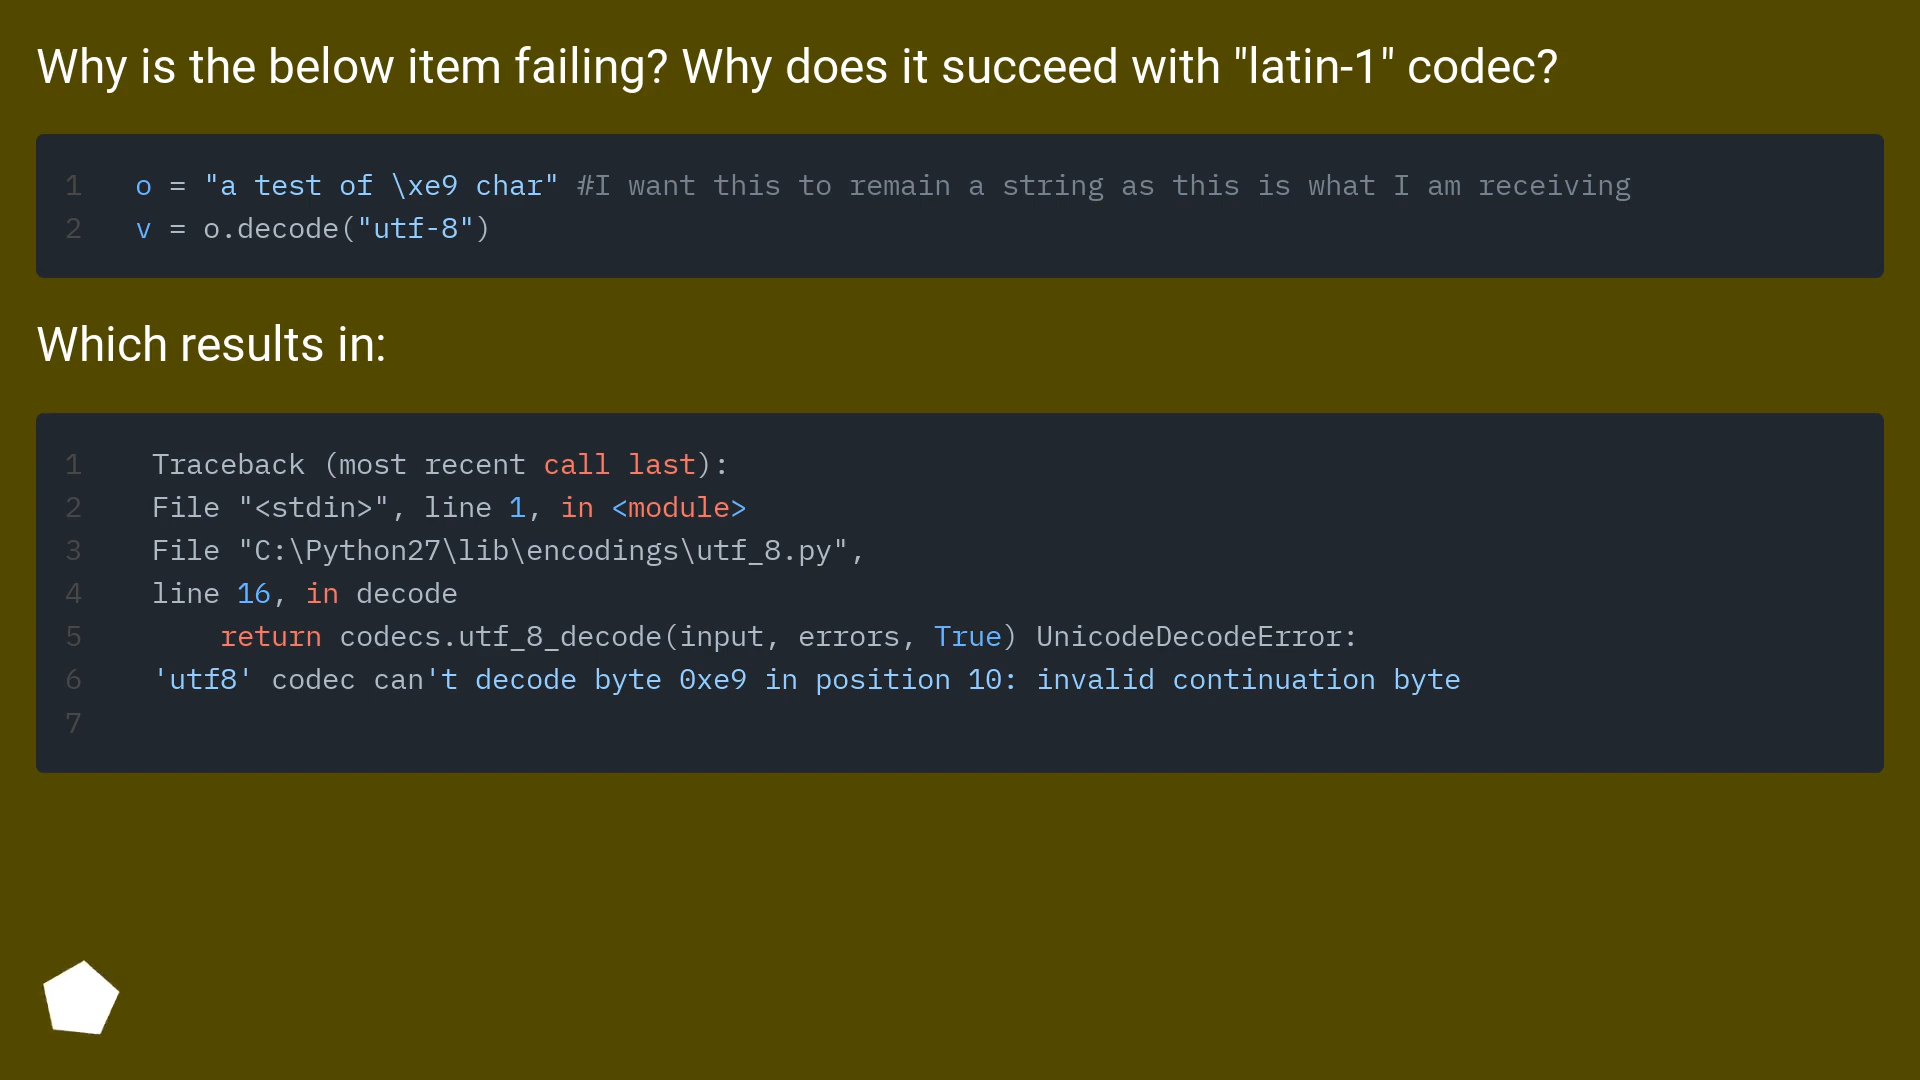 Why is the below item failing? Why does it succeed with "latin-1" codec?
1 o = "a test of \xe9 char" #I want this to remain a string as this is what I am receiving
2 v = o.decode("utf-8")
Which results in:
1 Traceback (most recent call last):
2 File "<stdin>", line 1, in <module>
3 File "C:\Python27\lib\encodings\utf_8.py",
4 line 16, in decode
5 return codecs.utf_8_decode(input, errors, True) UnicodeDecodeError:
6 'utf8' codec can't decode byte 0xe9 in position 10: invalid continuation byte
7